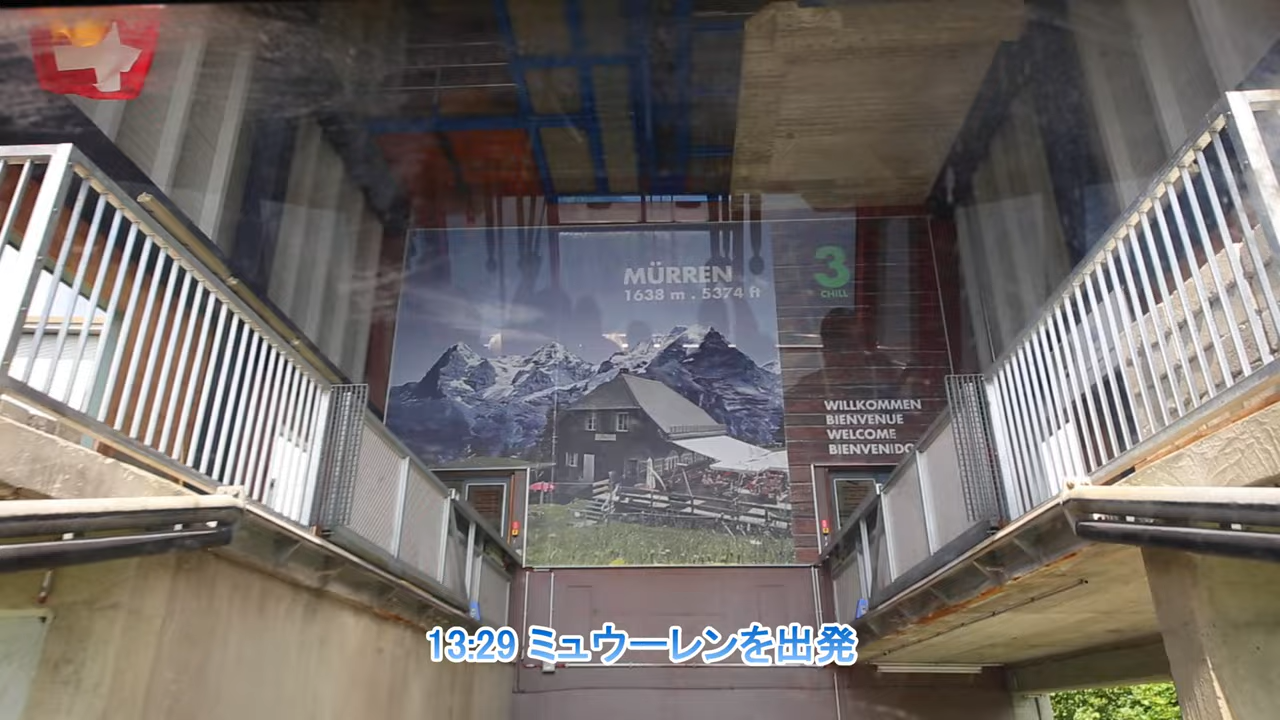 MÜRREN
1638 m . 5374 ft
3
CHILL
WILLKOMMEN
BIENVENUE
WELCOME
BIENVENIDO
13:29 ミュウーレンを出発